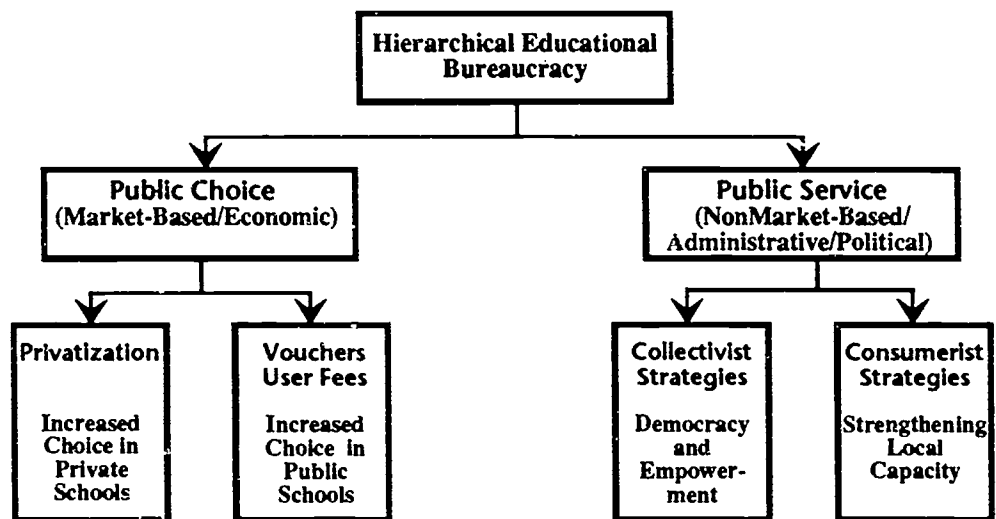 Hierarchical Educational
Bureaucracy
Public Choice
(Market-Based/Economic)
Public Service
(NonMarket-Based/
Administrative/Political)
Privatization
Increased
Choice in
Private
Schools
Vouchers
User Fees
Increased
Choice in
Public
Schools
Collectivist
Strategies
Democracy
and
Empower-
ment
Consumerist
Strategies
Strengthening
Local
Capacity